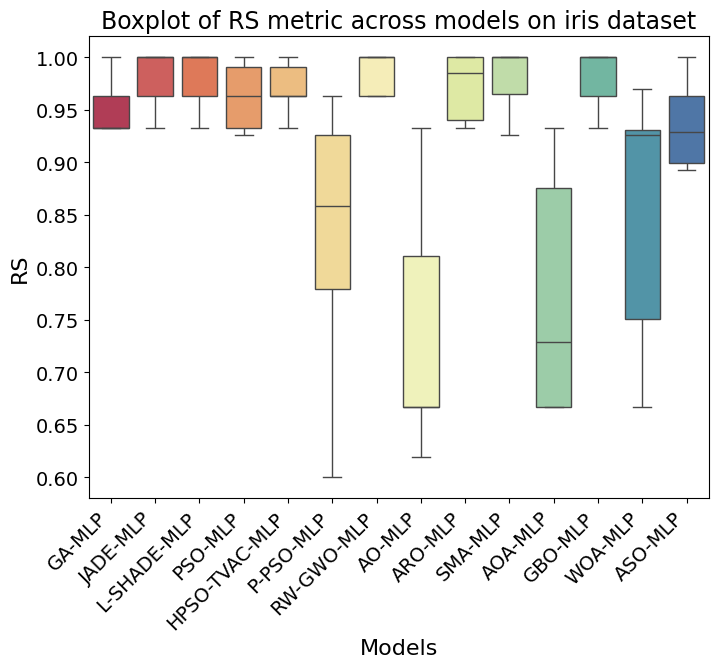 Boxplot of RS metric across models on iris dataset
RS
1.00
0.95
0.90
0.85
0.80
0.75
0.70
0.65
0.60
GA-MLP
JADE-MLP
L-SHADE-MLP
PSO-MLP
HPSO-TVAC-MLP
P-PSO-MLP
RW-GWO-MLP
AO-MLP
ARO-MLP
SMA-MLP
AOA-MLP
GBO-MLP
WOA-MLP
ASO-MLP
Models